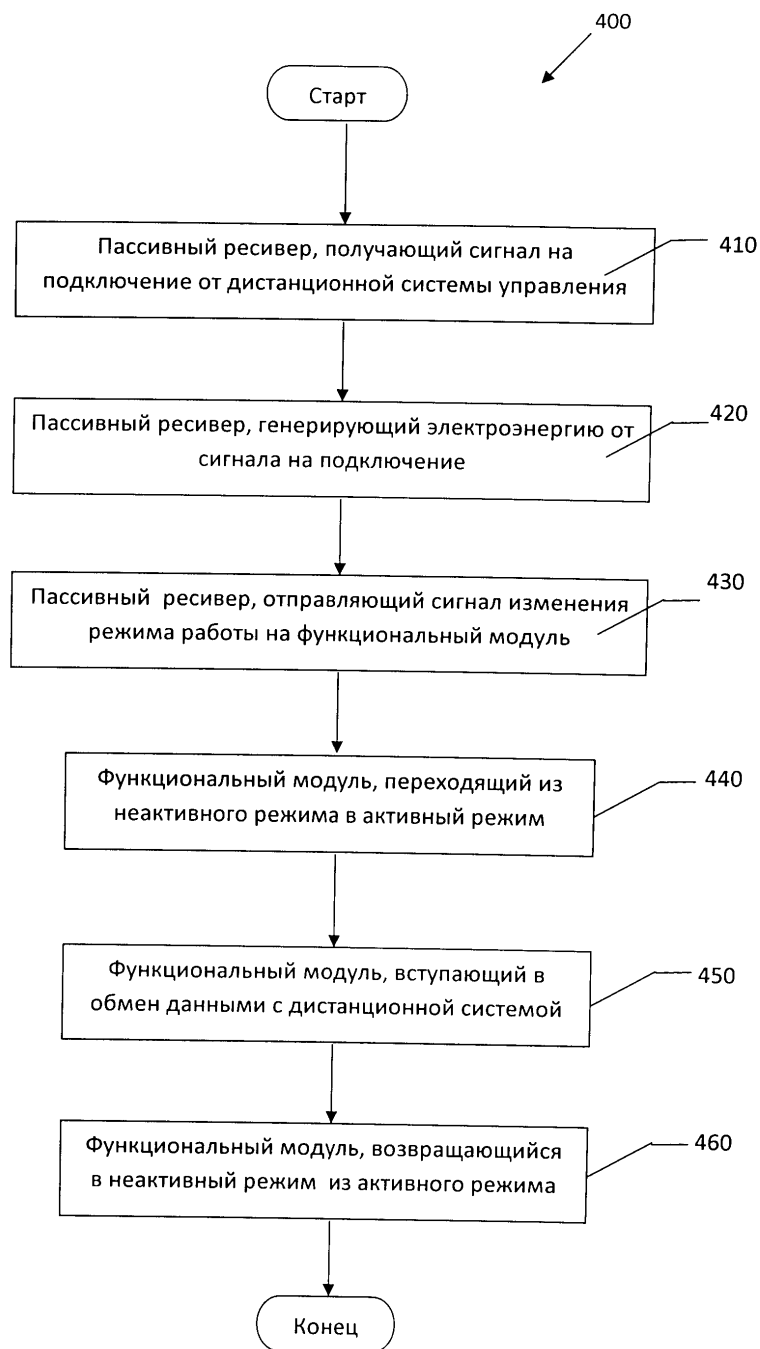 400
Старт
Пассивный ресивер, получающий сигнал на
подключение от дистанционной системы управления
410
Пассивный ресивер, генерирующий электроэнергию от
сигнала на подключение
420
Пассивный ресивер, отправляющий сигнал изменения
режима работы на функциональный модуль
430
Функциональный модуль, переходящий из
неактивного режима в активный режим
440
Функциональный модуль, вступающий в
обмен данными с дистанционной системой
450
Функциональный модуль, возвращающийся
в неактивный режим из активного режима
460
Конец